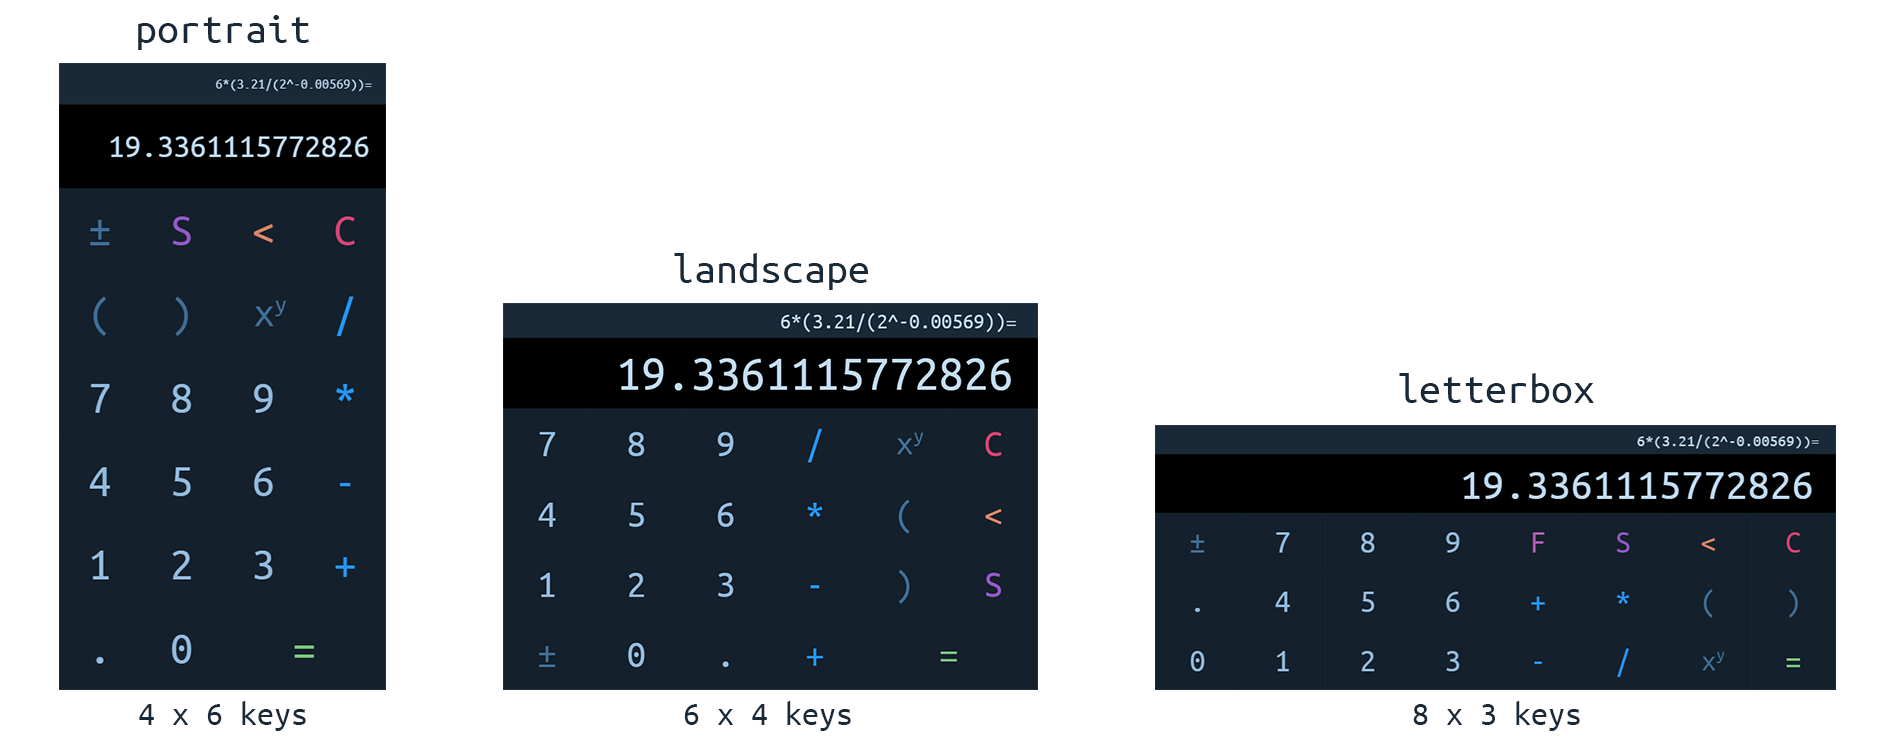 portrait
6*(3.21/(2^-0.00569))=
19.3361115772826
± S < C
( ) xʸ /
7 8 9 *
4 5 6 -
1 2 3 +
. 0 =
4 x 6 keys
landscape
6*(3.21/(2^-0.00569))=
19.3361115772826
7 8 9 / xʸ C
4 5 6 * ( <
1 2 3 - ) S
± 0 . + =
6 x 4 keys
letterbox
6*(3.21/(2^-0.00569))=
19.3361115772826
± 7 8 9 F S < C
. 4 5 6 + * ( )
0 1 2 3 - / xʸ =
8 x 3 keys